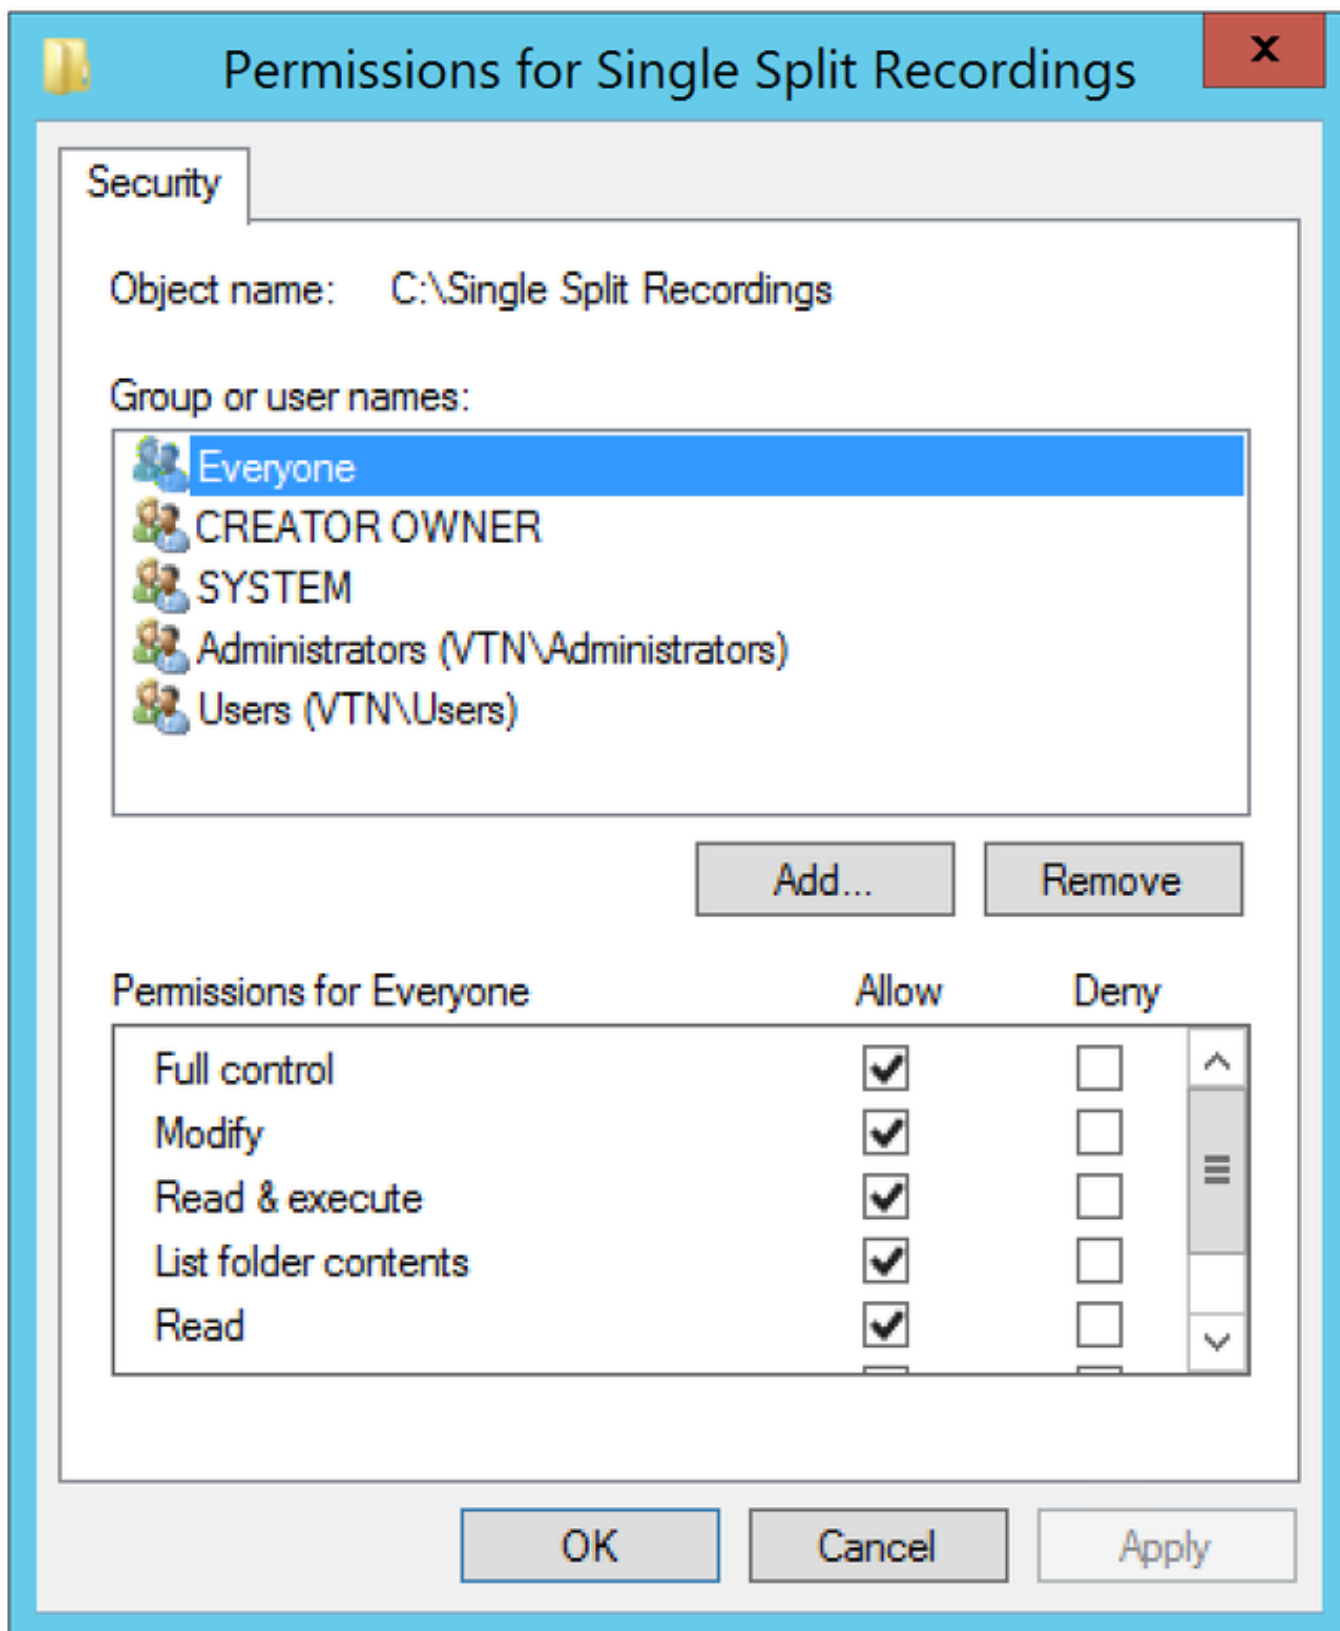 Permissions for Single Split Recordings
x
Security
Object name: C:\Single Split Recordings
Group or user names:
Everyone
CREATOR OWNER
SYSTEM
Administrators (VTN\Administrators)
Users (VTN\Users)
Add... Remove
Permissions for Everyone Allow Deny
Full control
Modify
Read & execute
List folder contents
Read
OK Cancel Apply